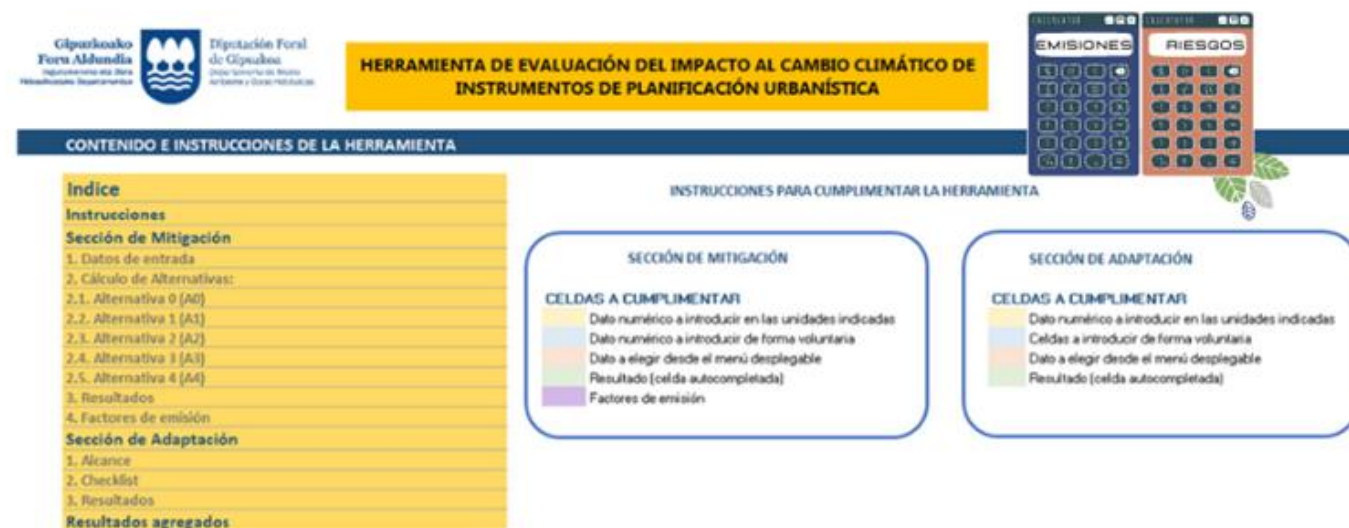 Gipuzkoako
Foru Aldundia
Diputación Foral
de Gipuzkoa
HERRAMIENTA DE EVALUACIÓN DEL IMPACTO AL CAMBIO CLIMÁTICO DE
INSTRUMENTOS DE PLANIFICACIÓN URBANÍSTICA
EMISIONES
RIESGOS
CONTENIDO E INSTRUCCIONES DE LA HERRAMIENTA
Indice
Instrucciones
Sección de Mitigación
1. Datos de entrada
2. Cálculo de Alternativas:
2.1. Alternativa 0 (A0)
2.2. Alternativa 1 (A1)
2.3. Alternativa 2 (A2)
2.4. Alternativa 3 (A3)
2.5. Alternativa 4 (A4)
3. Resultados
4. Factores de emisión
Sección de Adaptación
1. Alcance
2. Checklist
3. Resultados
Resultados agregados
INSTRUCCIONES PARA CUMPLIMENTAR LA HERRAMIENTA
SECCIÓN DE MITIGACIÓN
CELDAS A CUMPLIMENTAR
Dato numérico a introducir en las unidades indicadas
Dato numérico a introducir de forma voluntaria
Dato a elegir desde el menú desplegable
Resultado (celda autocompletada)
Factores de emisión
SECCIÓN DE ADAPTACIÓN
CELDAS A CUMPLIMENTAR
Dato numérico a introducir en las unidades indicadas
Celdas a introducir de forma voluntaria
Dato a elegir desde el menú desplegable
Resultado (celda autocompletada)